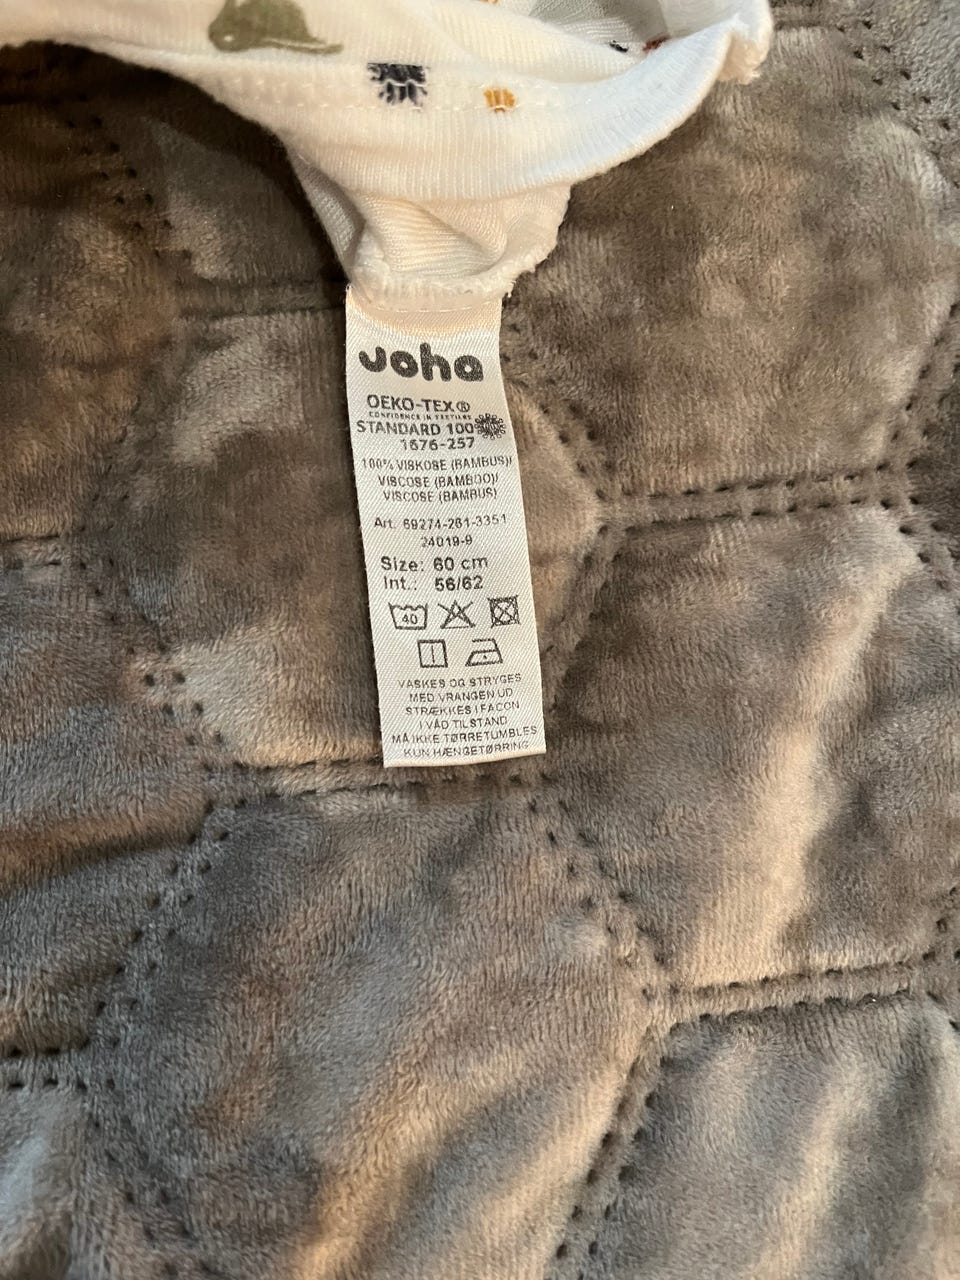 Joha
OEKO-TEX®
CONFIDENCE IN TEXTILES
STANDARD 100
1676-257
100% VISKOSE (BAMBUS)/
VISCOSE (BAMBOO)/
VISCOSE (BAMBUS)
Art. 69274-261-3351
24019-9
Size: 60 cm
Int.: 56/62
40
VASKES OG STRYGES
MED VRANGEN UD
STRÆKKES I FACON
I VÅD TILSTAND
MÅ IKKE TØRRETUMBLES
KUN HÆNGETØRRING